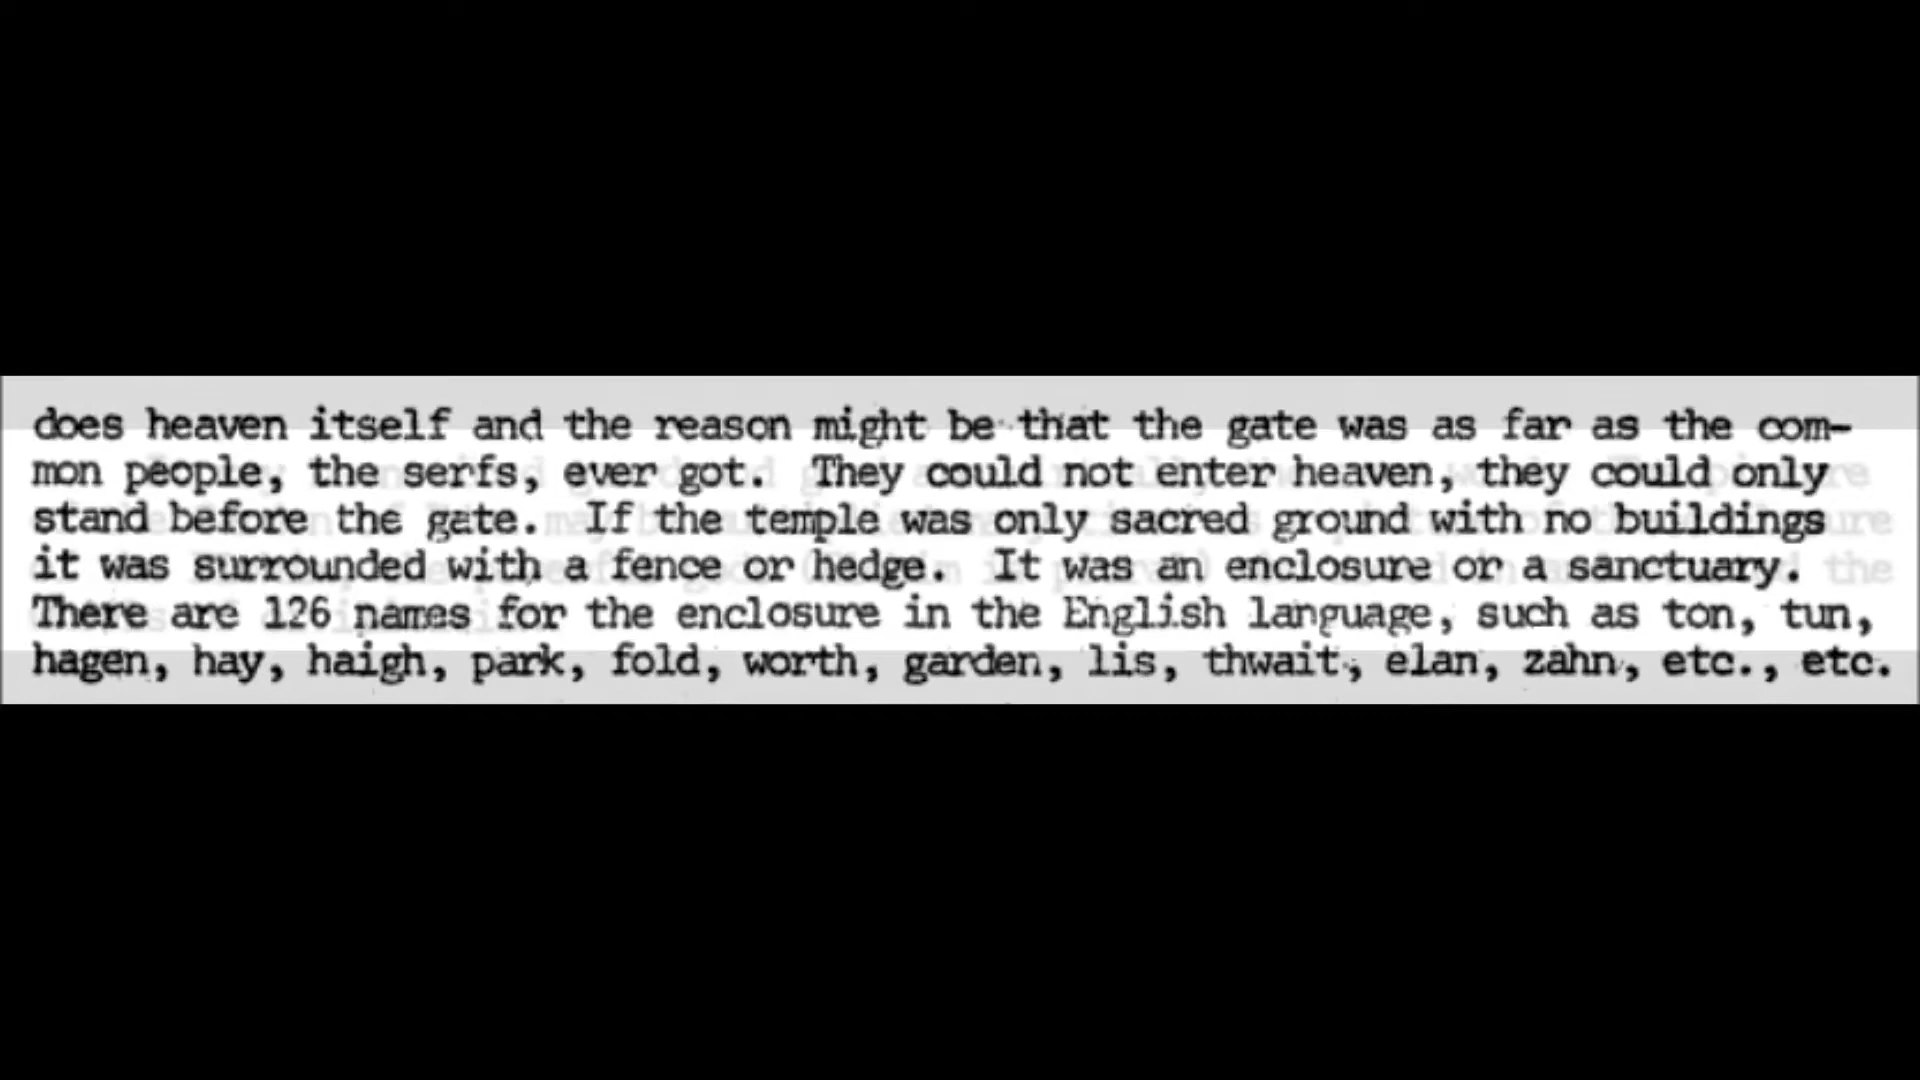 does heaven itself and the reason might be that the gate was as far as the com-
mon people, the serfs, ever got. They could not enter heaven, they could only
stand before the gate. If the temple was only sacred ground with no buildings
it was surrounded with a fence or hedge. It was an enclosure or a sanctuary.
There are 126 names for the enclosure in the English language, such as ton, tun,
hagen, hay, haigh, park, fold, worth, garden, lis, thwait, elan, zahn, etc., etc.